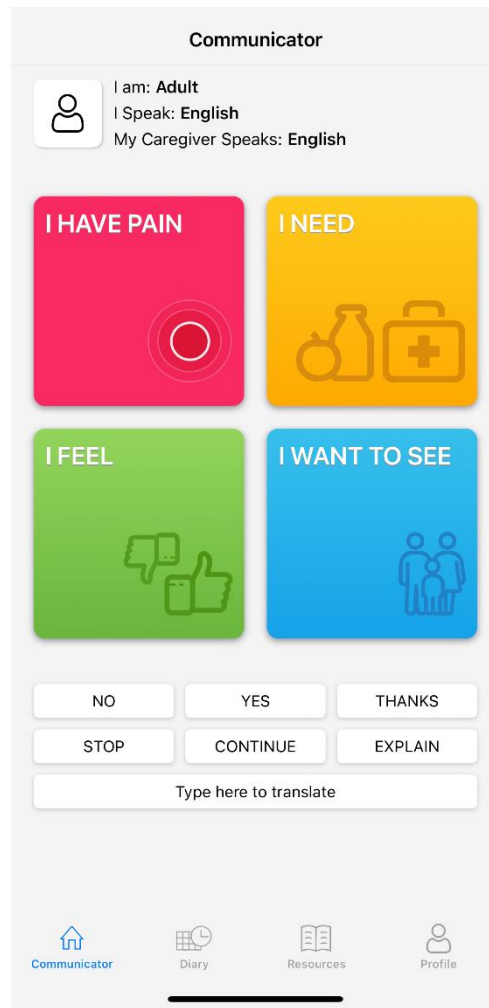 Communicator
I am: Adult
I Speak: English
My Caregiver Speaks: English
I HAVE PAIN
I NEED
I FEEL
I WANT TO SEE
NO
YES
THANKS
STOP
CONTINUE
EXPLAIN
Type here to translate
Communicator
Diary
Resources
Profile